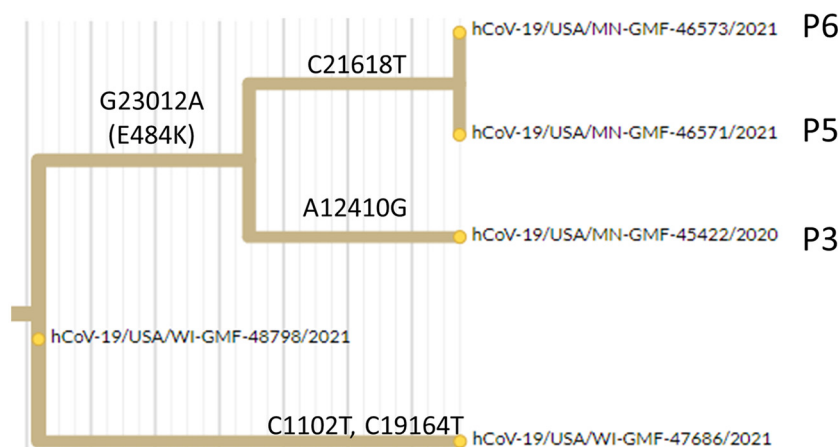 hCoV-19/USA/MN-GMF-46573/2021 P6
C21618T
G23012A
(E484K)
hCoV-19/USA/MN-GMF-46571/2021 P5
A12410G
hCoV-19/USA/MN-GMF-45422/2020 P3
hCoV-19/USA/WI-GMF-48798/2021
C1102T, C19164T
hCoV-19/USA/WI-GMF-47686/2021